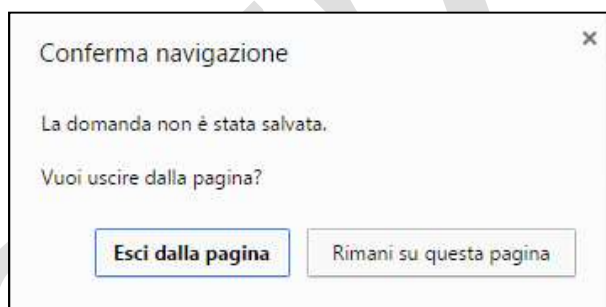 Conferma navigazione
La domanda non è stata salvata.
Vuoi uscire dalla pagina?
Esci dalla pagina
Rimani su questa pagina